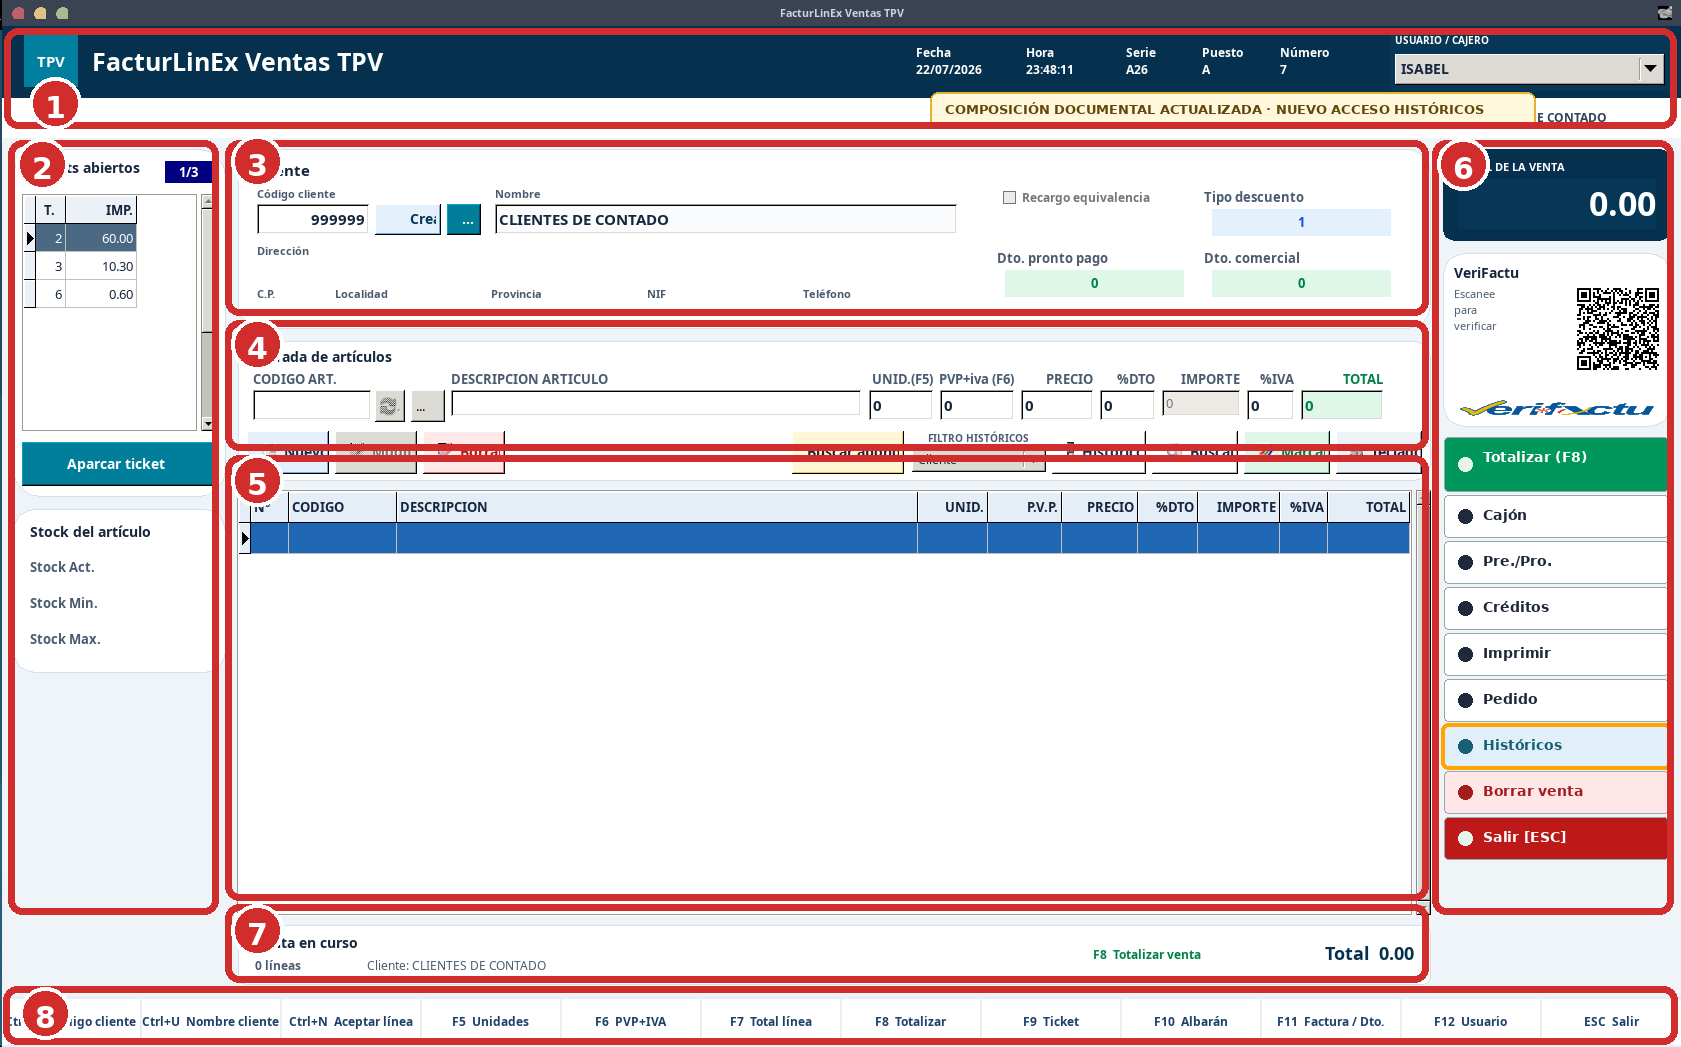 FacturLinEx Ventas TPV
TPV
FacturLinEx Ventas TPV
Fecha
22/07/2026
Hora
23:48:11
Serie
A26
Puesto
A
Número
7
USUARIO / CAJERO
ISABEL
1
COMPOSICIÓN DOCUMENTAL ACTUALIZADA · NUEVO ACCESO HISTÓRICOS
E CONTADO
2
ts abiertos
1/3
T. IMP.
2 60.00
3 10.30
6 0.60
Aparcar ticket
Stock del artículo
Stock Act.
Stock Min.
Stock Max.
3
ente
Código cliente
999999
...
Nombre
CLIENTES DE CONTADO
Recargo equivalencia
Tipo descuento
1
Dirección
Dto. pronto pago
0
Dto. comercial
0
C.P. Localidad Provincia NIF Teléfono
4
ada de artículos
CODIGO ART. DESCRIPCION ARTICULO UNID.(F5) PVP+iva (F6) PRECIO %DTO IMPORTE %IVA TOTAL
... 0 0 0 0 0 0 0
FILTRO HISTÓRICOS
5
Nº CODIGO DESCRIPCION UNID. P.V.P. PRECIO %DTO IMPORTE %IVA TOTAL
6
DE LA VENTA
0.00
VeriFactu
Escanee
para
verificar
Verifactu
Totalizar (F8)
Cajón
Pre./Pro.
Créditos
Imprimir
Pedido
Históricos
Borrar venta
Salir [ESC]
7
ta en curso
0 líneas
Cliente: CLIENTES DE CONTADO
F8 Totalizar venta
Total 0.00
8
igo cliente
Ctrl+U Nombre cliente
Ctrl+N Aceptar línea
F5 Unidades
F6 PVP+IVA
F7 Total línea
F8 Totalizar
F9 Ticket
F10 Albarán
F11 Factura / Dto.
F12 Usuario
ESC Salir